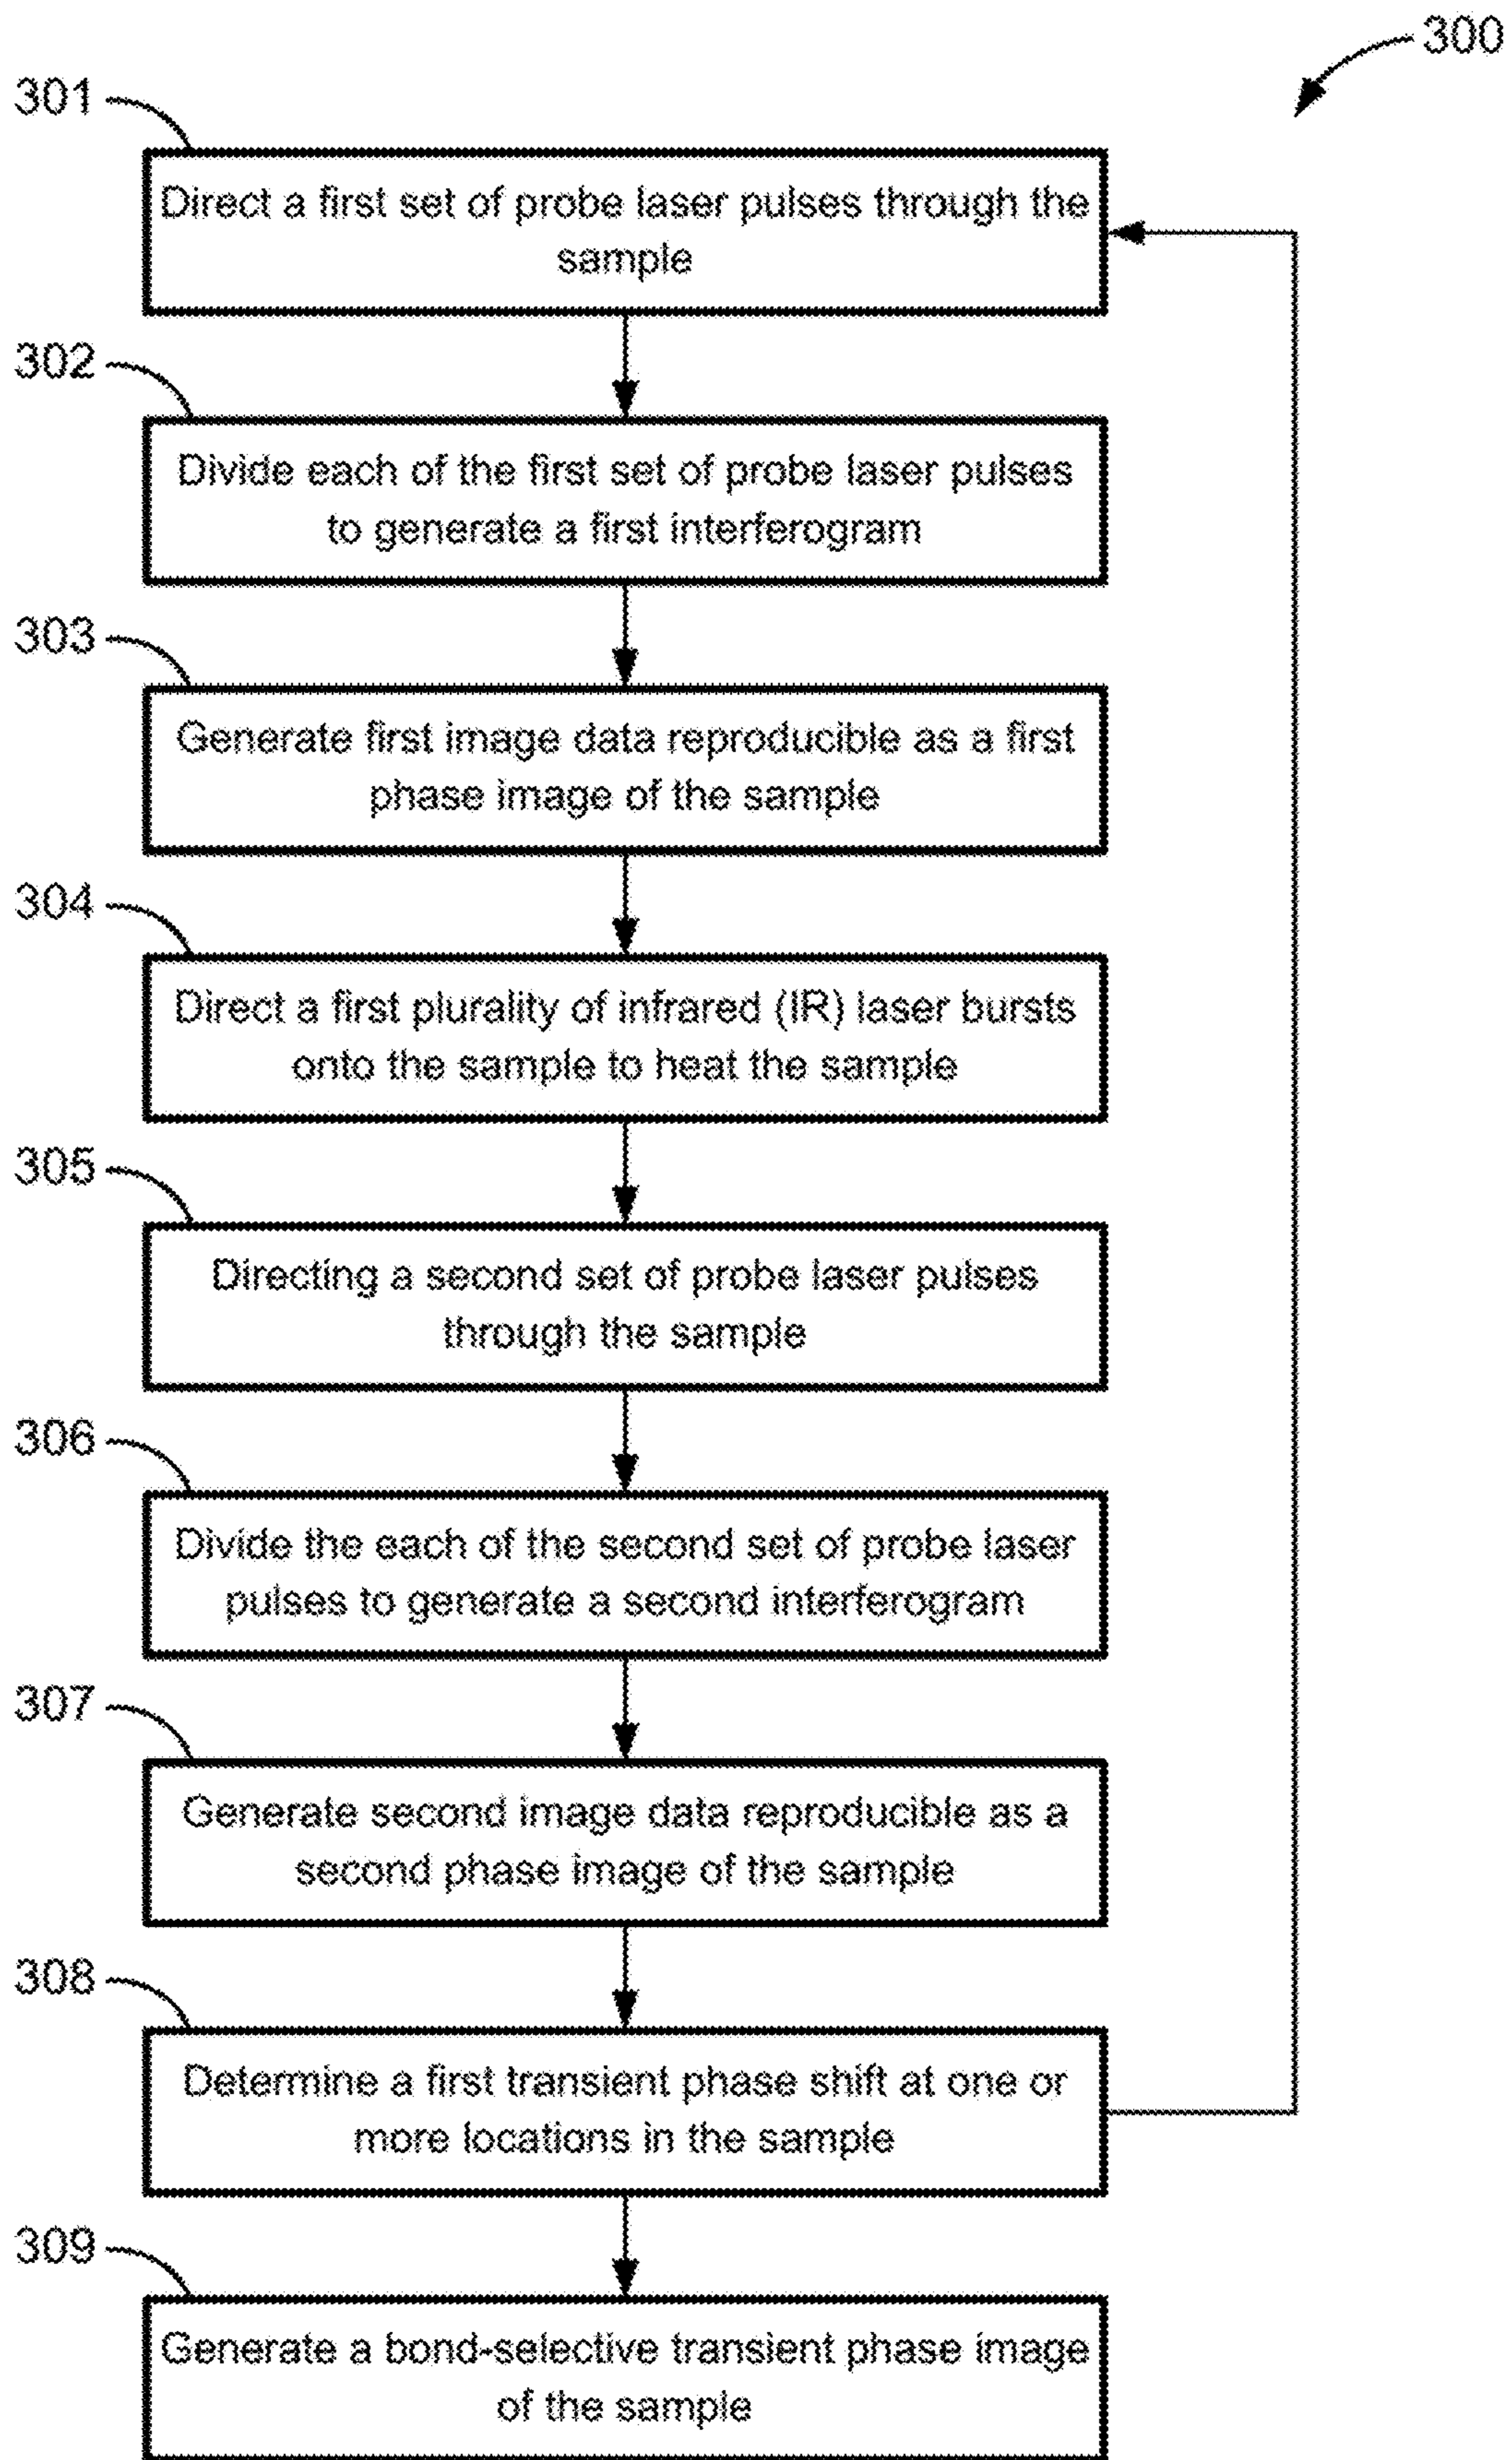 300
301
Direct a first set of probe laser pulses through the
sample
302
Divide each of the first set of probe laser pulses
to generate a first interferogram
303
Generate first image data reproducible as a first
phase image of the sample
304
Direct a first plurality of infrared (IR) laser bursts
onto the sample to heat the sample
305
Directing a second set of probe laser pulses
through the sample
306
Divide the each of the second set of probe laser
pulses to generate a second interferogram
307
Generate second image data reproducible as a
second phase image of the sample
308
Determine a first transient phase shift at one or
more locations in the sample
309
Generate a bond-selective transient phase image
of the sample